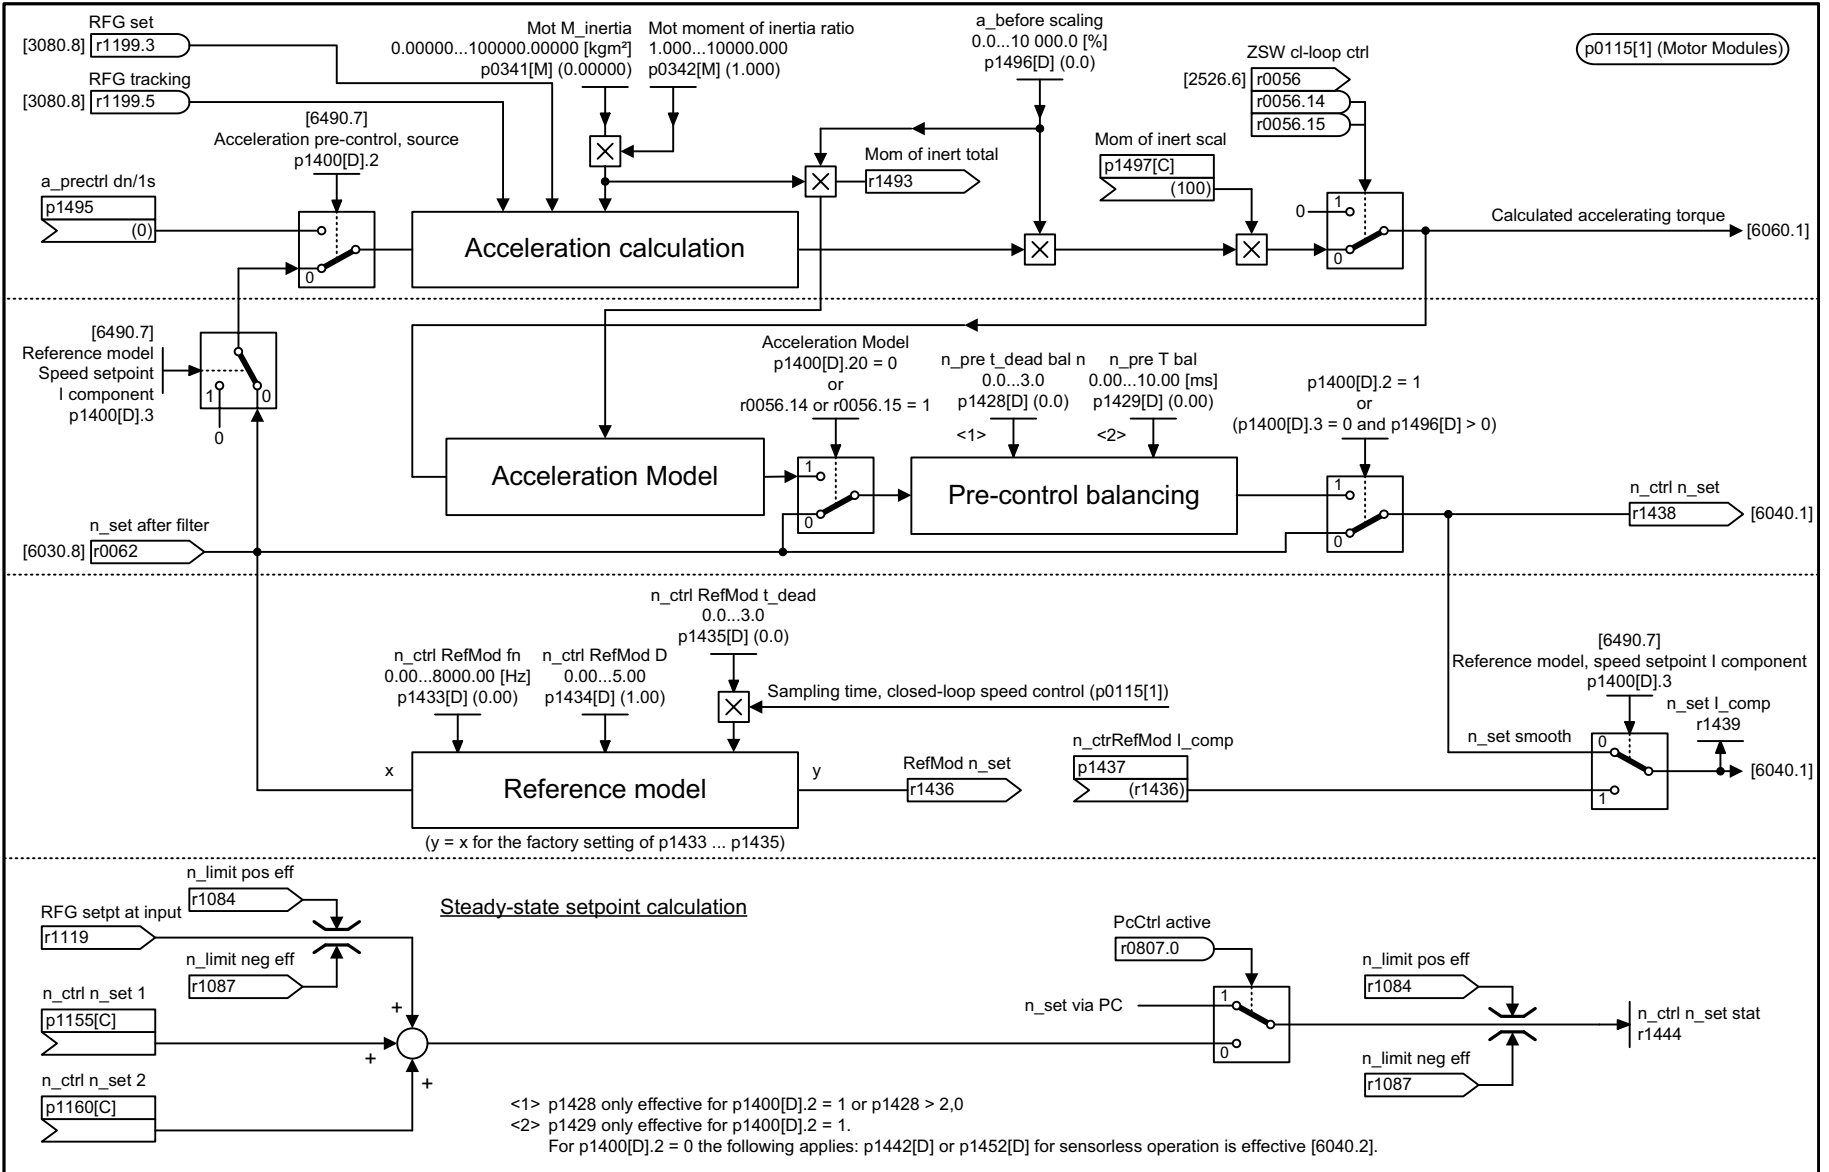 RFG set
[3080.8] r1199.3
RFG tracking
[3080.8] r1199.5
Mot M_inertia
0.00000...100000.00000 [kgm²]
p0341[M] (0.00000)
Mot moment of inertia ratio
1.000...10000.000
p0342[M] (1.000)
a_before scaling
0.0...10 000.0 [%]
p1496[D] (0.0)
ZSW cl-loop ctrl
[2526.6] r0056
r0056.14
r0056.15
p0115[1] (Motor Modules)
[6490.7]
Acceleration pre-control, source
p1400[D].2
a_prectrl dn/1s
p1495
(0)
0
Mom of inert total
r1493
Mom of inert scal
p1497[C]
(100)
Acceleration calculation
0
1
0
Calculated accelerating torque
[6060.1]
[6490.7]
Reference model
Speed setpoint
I component
p1400[D].3
1
0
0
Acceleration Model
p1400[D].20 = 0
or
r0056.14 or r0056.15 = 1
n_pre t_dead bal n
0.0...3.0
p1428[D] (0.0)
<1>
n_pre T bal
0.00...10.00 [ms]
p1429[D] (0.00)
<2>
p1400[D].2 = 1
or
(p1400[D].3 = 0 and p1496[D] > 0)
Acceleration Model
1
0
Pre-control balancing
1
0
n_ctrl n_set
r1438
[6040.1]
n_set after filter
[6030.8] r0062
n_ctrl RefMod t_dead
0.0...3.0
p1435[D] (0.0)
n_ctrl RefMod fn
0.00...8000.00 [Hz]
p1433[D] (0.00)
n_ctrl RefMod D
0.00...5.00
p1434[D] (1.00)
Sampling time, closed-loop speed control (p0115[1])
[6490.7]
Reference model, speed setpoint I component
p1400[D].3
n_set I_comp
r1439
n_set smooth
0
1
[6040.1]
x
Reference model
y
RefMod n_set
r1436
n_ctrRefMod I_comp
p1437
(r1436)
(y = x for the factory setting of p1433 ... p1435)
n_limit pos eff
r1084
RFG setpt at input
r1119
n_limit neg eff
r1087
Steady-state setpoint calculation
n_ctrl n_set 1
p1155[C]
+
+
+
n_ctrl n_set 2
p1160[C]
PcCtrl active
r0807.0
n_set via PC
1
0
n_limit pos eff
r1084
n_limit neg eff
r1087
n_ctrl n_set stat
r1444
<1> p1428 only effective for p1400[D].2 = 1 or p1428 > 2,0
<2> p1429 only effective for p1400[D].2 = 1.
For p1400[D].2 = 0 the following applies: p1442[D] or p1452[D] for sensorless operation is effective [6040.2].